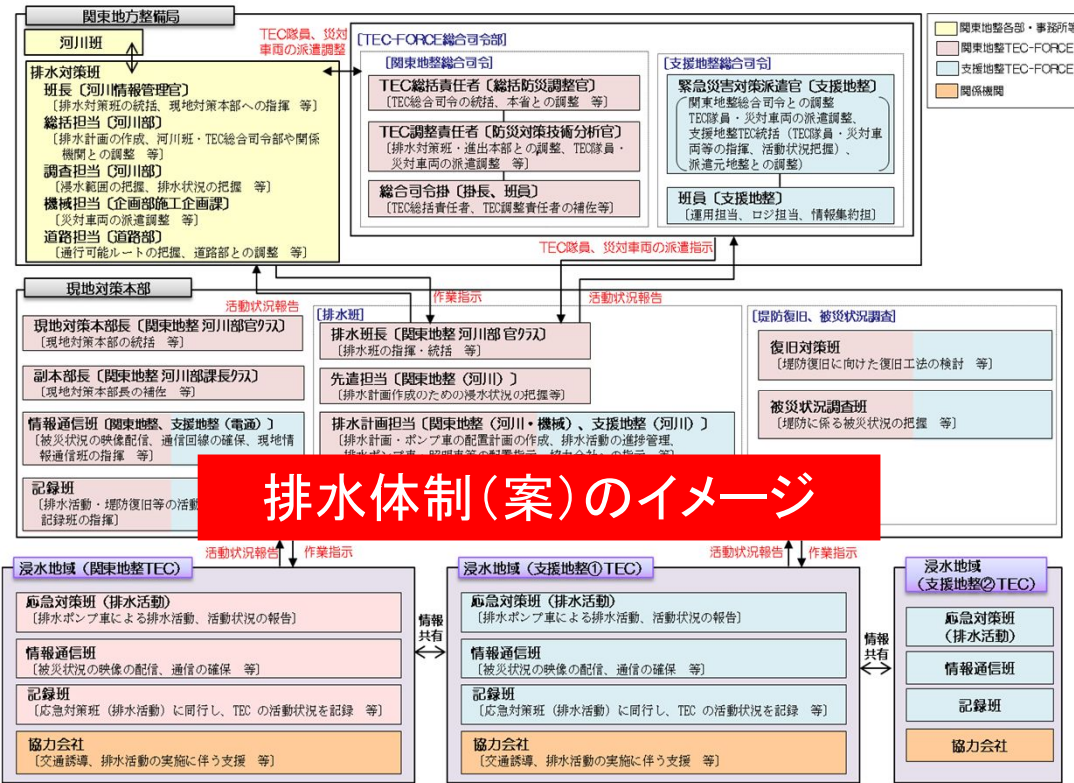 関東地方整備局
河川班
TEC隊員、災対
車両の派遣調整
排水対策班
班長〔河川情報管理官〕
〔排水対策班の統括、現地対策本部への指揮 等〕
総括担当〔河川部〕
〔排水計画の作成、河川班・TEC総合司令部や関係
機関との調整 等〕
調査担当〔河川部〕
〔浸水範囲の把握、排水状況の把握 等〕
機械担当〔企画部施工企画課〕
〔災対車両の派遣調整 等〕
道路担当〔道路部〕
〔通行可能ルートの把握、道路部との調整 等〕
[TEC-FORCE総合司令部]
[関東地整総合司令]
TEC総括責任者〔総括防災調整官〕
〔TEC総合司令の統括、本省との調整 等〕
TEC調整責任者〔防災対策技術分析官〕
〔排水対策班・進出本部との調整、TEC隊員・
災対車両の派遣調整 等〕
総合司令掛〔掛長、班員〕
〔TEC総括責任者、TEC調整責任者の補佐等〕
[支援地整総合司令]
緊急災害対策派遣官〔支援地整〕
関東地整総合司令との調整
TEC隊員・災対車両の派遣調整、
支援地整TEC統括（TEC隊員・災対車
両等の指揮、活動状況把握）、
派遣元地整との調整
班員〔支援地整〕
〔運用担当、ロジ担当、情報集約担〕
関東地整各部・事務所等
関東地整TEC-FORCE
支援地整TEC-FORCE
関係機関
TEC隊員、災対車両の派遣指示
活動状況報告
作業指示
活動状況報告
現地対策本部
現地対策本部長〔関東地整 河川部官クラス〕
〔現地対策本部の統括 等〕
副本部長〔関東地整 河川部課長クラス〕
〔現地対策本部長の補佐 等〕
情報通信班〔関東地整、支援地整（電通）〕
〔被災状況の映像配信、通信回線の確保、現地情
報通信班の指揮 等〕
記録班
〔排水活動・堤防復旧等の活動
記録班の指揮〕
[排水班]
排水班長〔関東地整 河川部 官クラス〕
〔排水班の指揮・統括 等〕
先遣担当〔関東地整（河川）〕
〔排水計画作成のための浸水状況の把握等〕
排水計画担当〔関東地整（河川・機械）、支援地整（河川）〕
〔排水計画・ポンプ車の配置計画の作成、排水活動の進捗管理、
[堤防復旧、被災状況調査]
復旧対策班
〔堤防復旧に向けた復旧工法の検討 等〕
被災状況調査班
〔堤防に係る被災状況の把握 等〕
排水体制（案）のイメージ
活動状況報告
作業指示
活動状況報告
作業指示
浸水地域（関東地整TEC）
応急対策班（排水活動）
〔排水ポンプ車による排水活動、活動状況の報告〕
情報通信班
〔被災状況の映像の配信、通信の確保 等〕
記録班
〔応急対策班（排水活動）に同行し、TEC の活動状況を記録 等〕
協力会社
〔交通誘導、排水活動の実施に伴う支援 等〕
情報
共有
浸水地域（支援地整①TEC）
応急対策班（排水活動）
〔排水ポンプ車による排水活動、活動状況の報告〕
情報通信班
〔被災状況の映像の配信、通信の確保 等〕
記録班
〔応急対策班（排水活動）に同行し、TEC の活動状況を記録 等〕
協力会社
〔交通誘導、排水活動の実施に伴う支援 等〕
情報
共有
浸水地域
（支援地整②TEC）
応急対策班
（排水活動）
情報通信班
記録班
協力会社